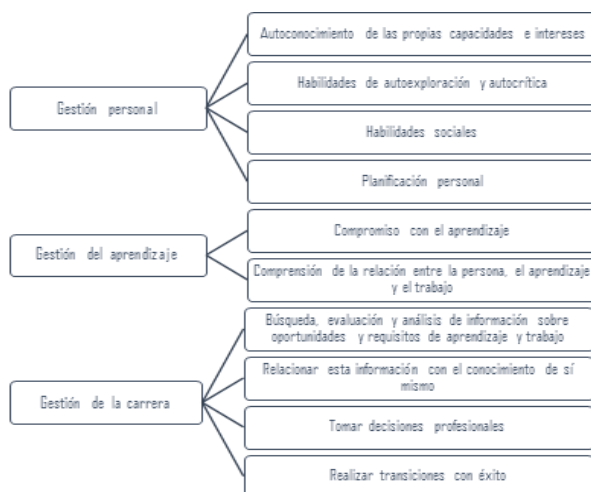 Gestión personal
Autoconocimiento de las propias capacidades e intereses
Habilidades de autoexploración y autocrítica
Habilidades sociales
Planificación personal
Gestión del aprendizaje
Compromiso con el aprendizaje
Comprensión de la relación entre la persona, el aprendizaje
y el trabajo
Gestión de la carrera
Búsqueda, evaluación y análisis de información sobre
oportunidades y requisitos de aprendizaje y trabajo
Relacionar esta información con el conocimiento de sí
mismo
Tomar decisiones profesionales
Realizar transiciones con éxito